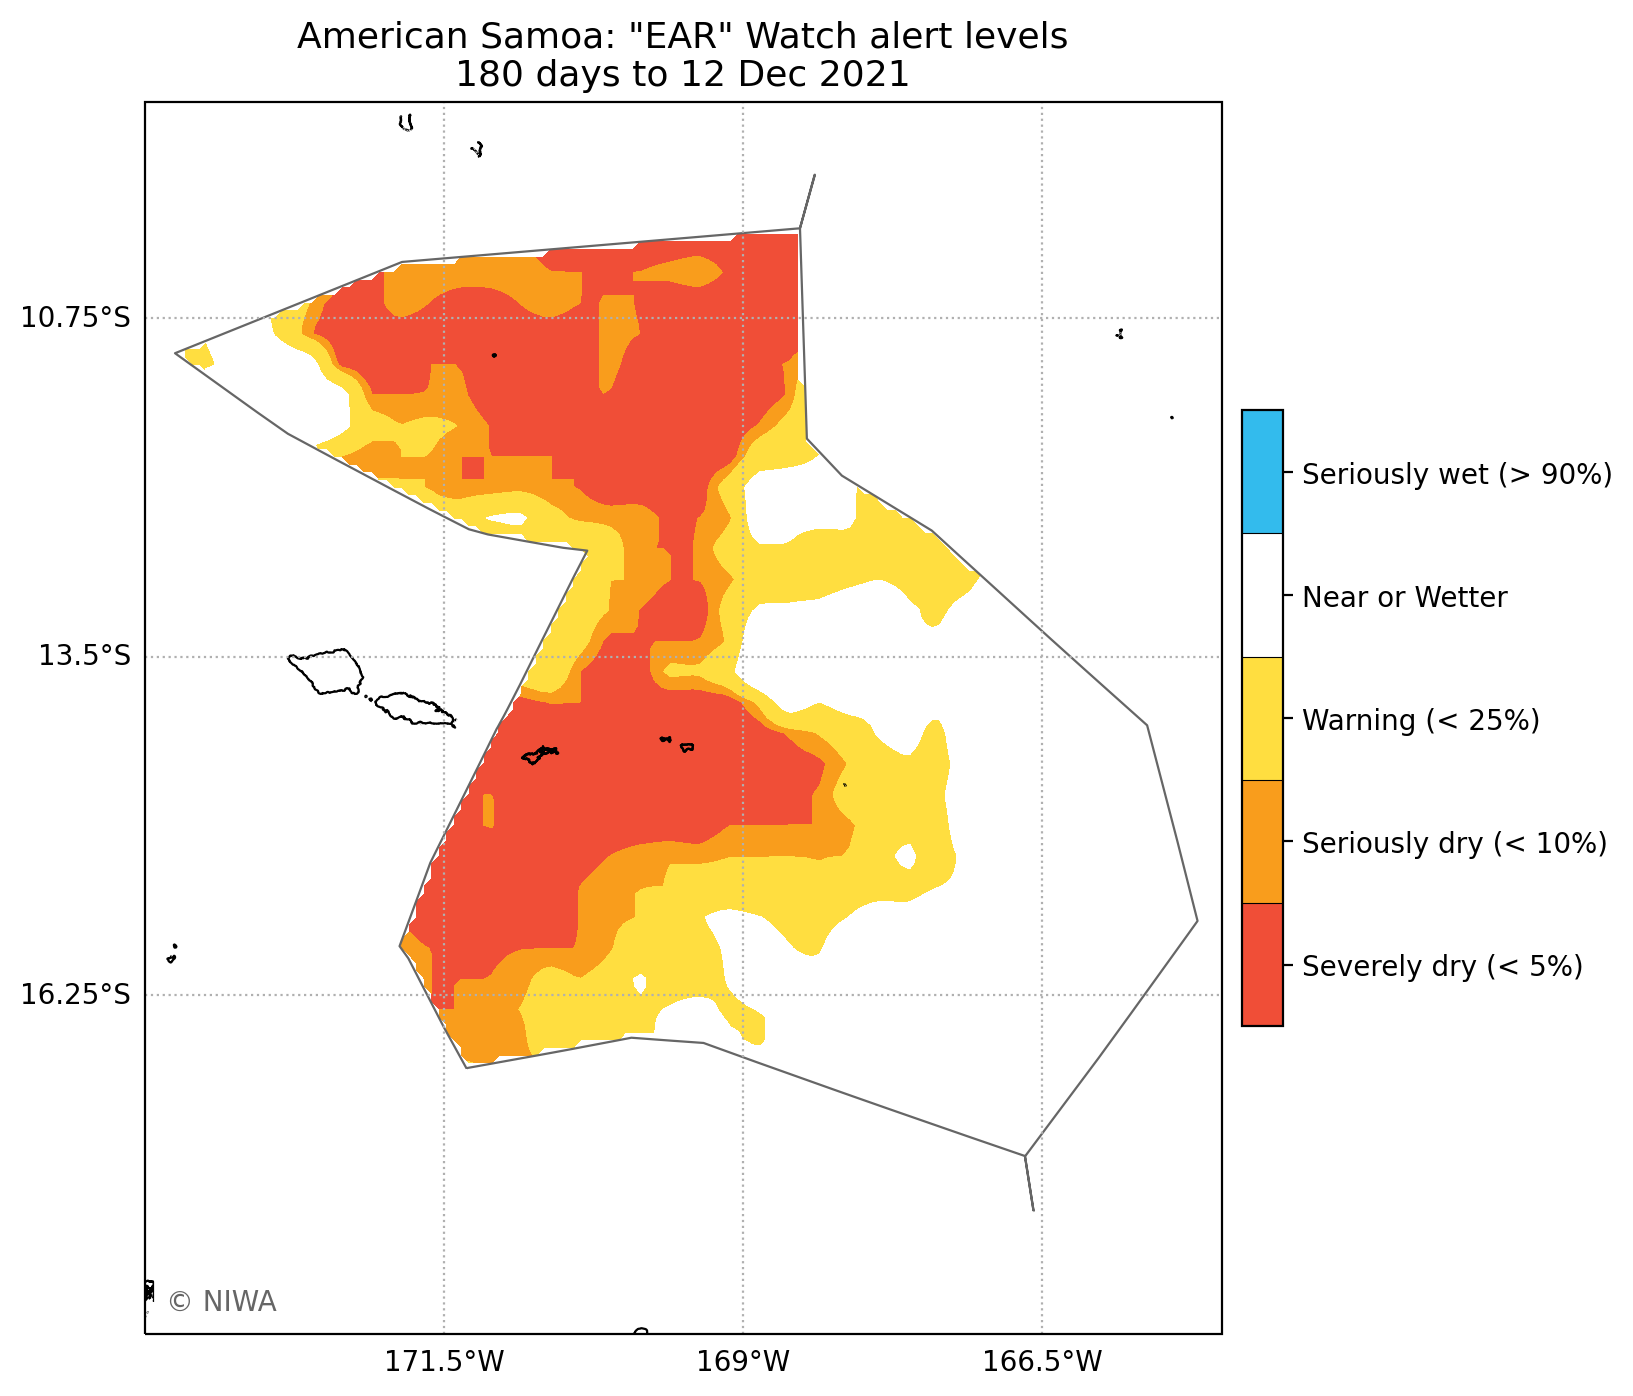 American Samoa: "EAR" Watch alert levels
180 days to 12 Dec 2021
10.75°S
13.5°S
16.25°S
171.5°W
169°W
166.5°W
Seriously wet (> 90%)
Near or Wetter
Warning (< 25%)
Seriously dry (< 10%)
Severely dry (< 5%)
© NIWA